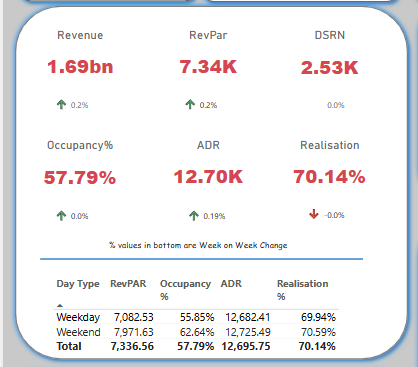 Revenue RevPar DSRN
1.69bn 7.34K 2.53K
0.2% 0.2% 0.0%
Occupancy% ADR Realisation
57.79% 12.70K 70.14%
0.0% 0.19% -0.0%
% values in bottom are Week on Week Change
Day Type RevPAR Occupancy % ADR Realisation %
Weekday 7,082.53 55.85% 12,682.41 69.94%
Weekend 7,971.63 62.64% 12,725.49 70.59%
Total 7,336.56 57.79% 12,695.75 70.14%